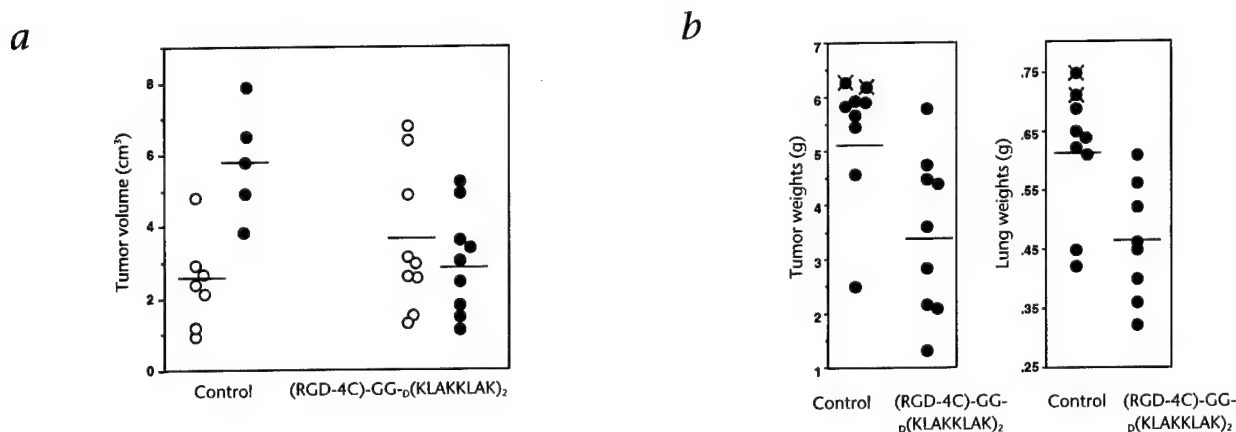 a
Tumor volume (cm³)
8
6
4
2
0
Control
(RGD-4C)-GG-D(KLAKKLAK)2
b
Tumor weights (g)
7
6
5
4
3
2
1
Control
(RGD-4C)-GG-
D(KLAKKLAK)2
Lung weights (g)
.75
.65
.55
.45
.35
.25
Control
(RGD-4C)-GG-
D(KLAKKLAK)2